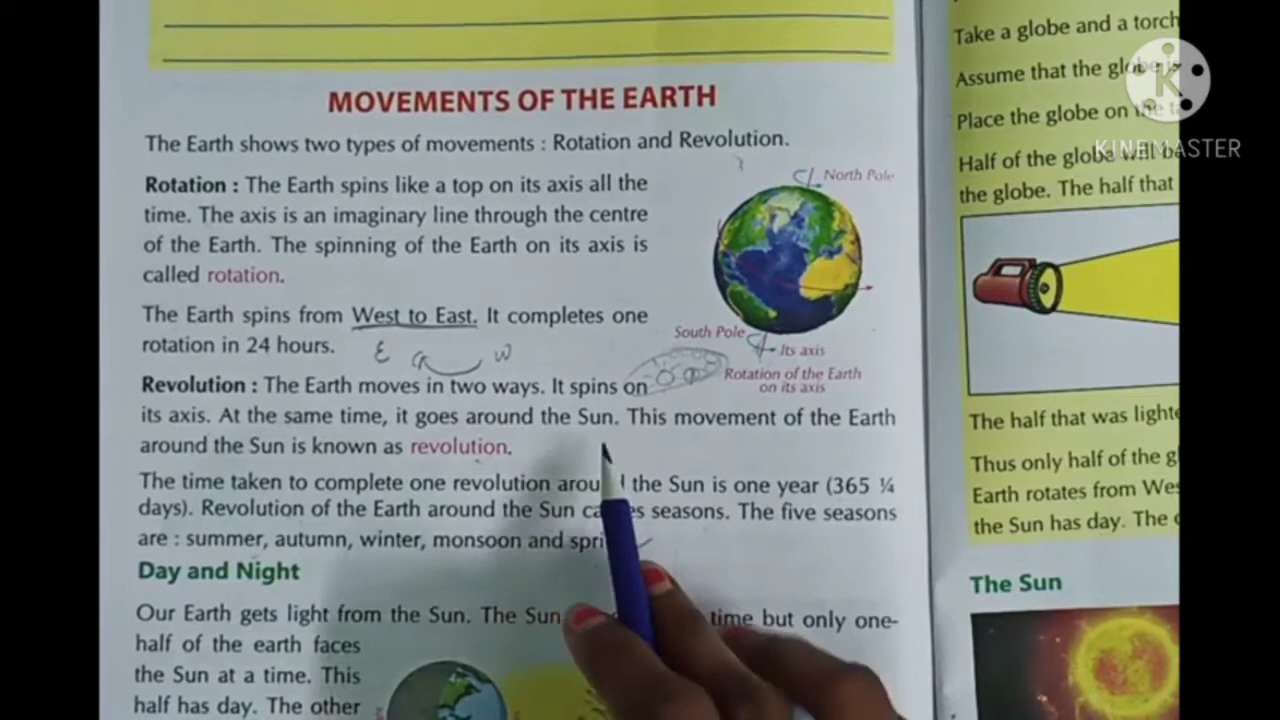 MOVEMENTS OF THE EARTH
The Earth shows two types of movements : Rotation and Revolution.
Rotation : The Earth spins like a top on its axis all the
time. The axis is an imaginary line through the centre
of the Earth. The spinning of the Earth on its axis is
called rotation.
The Earth spins from West to East. It completes one
rotation in 24 hours.
E W
North Pole
South Pole
Its axis
Rotation of the Earth
on its axis
Revolution : The Earth moves in two ways. It spins on
its axis. At the same time, it goes around the Sun. This movement of the Earth
around the Sun is known as revolution.
The time taken to complete one revolution the Sun is one year (365 ¼
days). Revolution of the Earth around the Sun seasons. The five seasons
are : summer, autumn, winter, monsoon and
Day and Night
Our Earth gets light from the Sun. The Sun time but only one-
half of the earth faces
the Sun at a time. This
half has day. The other
Take a globe and a torch
Assume that the globe
Place the globe on the
Half of the globe will
the globe. The half that
The half that was
Thus only half of the
Earth rotates from
the Sun has day. The
The Sun
K
KINEMASTER